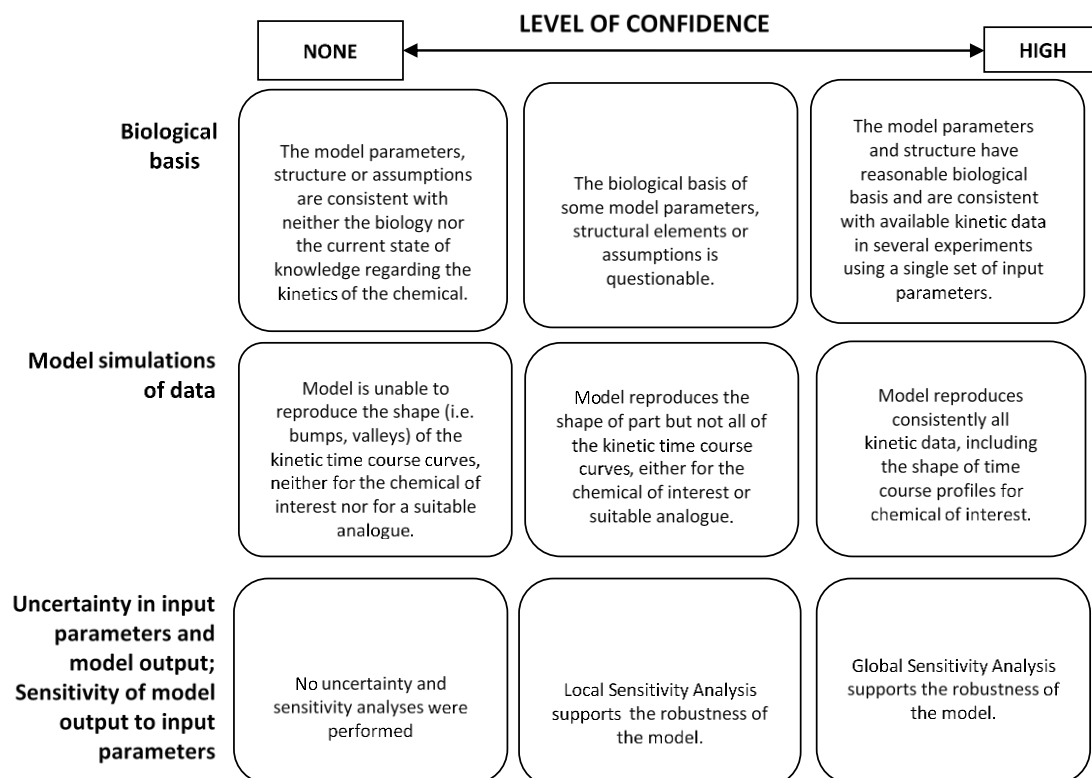 LEVEL OF CONFIDENCE
NONE
HIGH
Biological
basis
The model parameters,
structure or assumptions
are consistent with
neither the biology nor
the current state of
knowledge regarding the
kinetics of the chemical.
The biological basis of
some model parameters,
structural elements or
assumptions is
questionable.
The model parameters
and structure have
reasonable biological
basis and are consistent
with available kinetic data
in several experiments
using a single set of input
parameters.
Model simulations
of data
Model is unable to
reproduce the shape (i.e.
bumps, valleys) of the
kinetic time course curves,
neither for the chemical of
interest nor for a suitable
analogue.
Model reproduces the
shape of part but not all of
the kinetic time course
curves, either for the
chemical of interest or
suitable analogue.
Model reproduces
consistently all
kinetic data, including
the shape of time
course profiles for
chemical of interest.
Uncertainty in input
parameters and
model output;
Sensitivity of model
output to input
parameters
No uncertainty and
sensitivity analyses were
performed
Local Sensitivity Analysis
supports the robustness of
the model.
Global Sensitivity Analysis
supports the robustness of
the model.